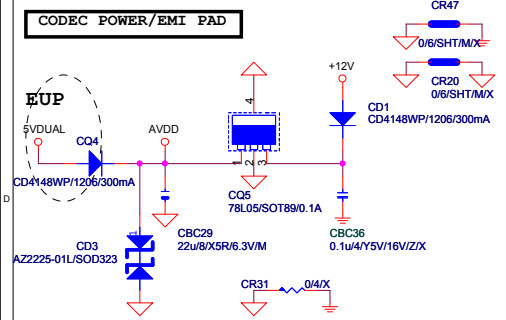 CODEC POWER/EMI PAD
CR47
0/6/SHT/M/X
CR20
0/6/SHT/M/X
+12V
EUP
5VDUAL
AVDD
4
CD1
CD4148WP/1206/300mA
CQ4
CD4148WP/1206/300mA
1
2
3
CQ5
78L05/SOT89/0.1A
D
CBC29
22u/8/X5R/6.3V/M
CBC36
0.1u/4/Y5V/16V/Z/X
1
CD3
AZ2225-01L/SOD323
CR31
0/4/X